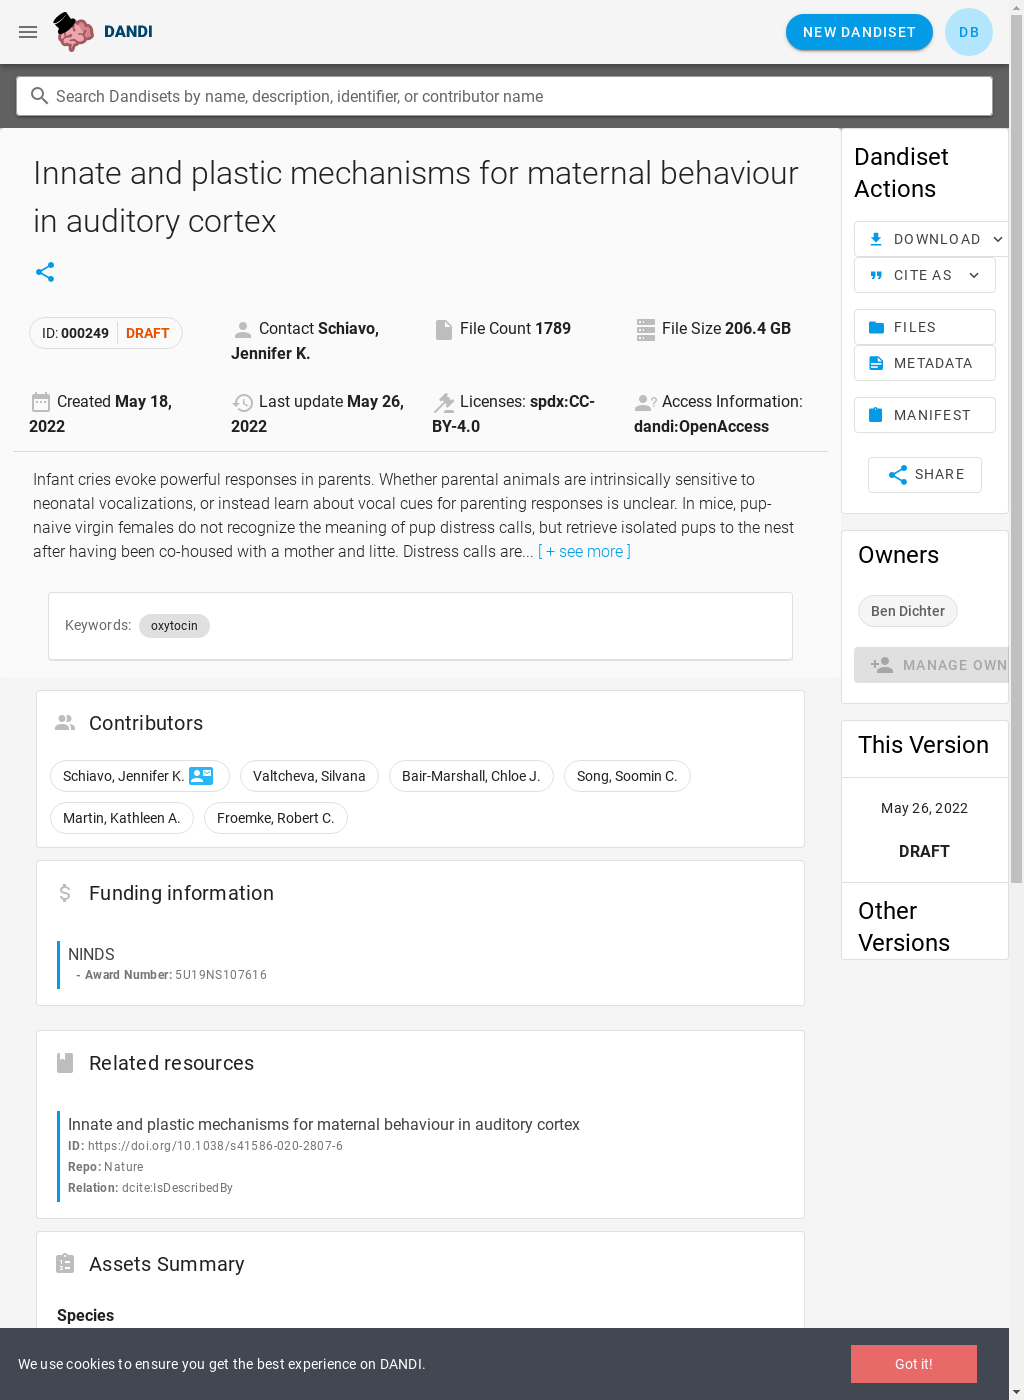 DANDI
NEW DANDISET
DB
Search Dandisets by name, description, identifier, or contributor name
Innate and plastic mechanisms for maternal behaviour
in auditory cortex
ID: 000249 DRAFT
Contact Schiavo,
Jennifer K.
File Count 1789
File Size 206.4 GB
Created May 18,
2022
Last update May 26,
2022
Licenses: spdx:CC-
BY-4.0
Access Information:
dandi:OpenAccess
Infant cries evoke powerful responses in parents. Whether parental animals are intrinsically sensitive to
neonatal vocalizations, or instead learn about vocal cues for parenting responses is unclear. In mice, pup-
naive virgin females do not recognize the meaning of pup distress calls, but retrieve isolated pups to the nest
after having been co-housed with a mother and litte. Distress calls are... [ + see more ]
Keywords: oxytocin
Contributors
Schiavo, Jennifer K.
Valtcheva, Silvana
Bair-Marshall, Chloe J.
Song, Soomin C.
Martin, Kathleen A.
Froemke, Robert C.
Funding information
NINDS
- Award Number: 5U19NS107616
Related resources
Innate and plastic mechanisms for maternal behaviour in auditory cortex
ID: https://doi.org/10.1038/s41586-020-2807-6
Repo: Nature
Relation: dcite:IsDescribedBy
Assets Summary
Species
Dandiset
Actions
DOWNLOAD
CITE AS
FILES
METADATA
MANIFEST
SHARE
Owners
Ben Dichter
MANAGE OWN
This Version
May 26, 2022
DRAFT
Other
Versions
We use cookies to ensure you get the best experience on DANDI.
Got it!